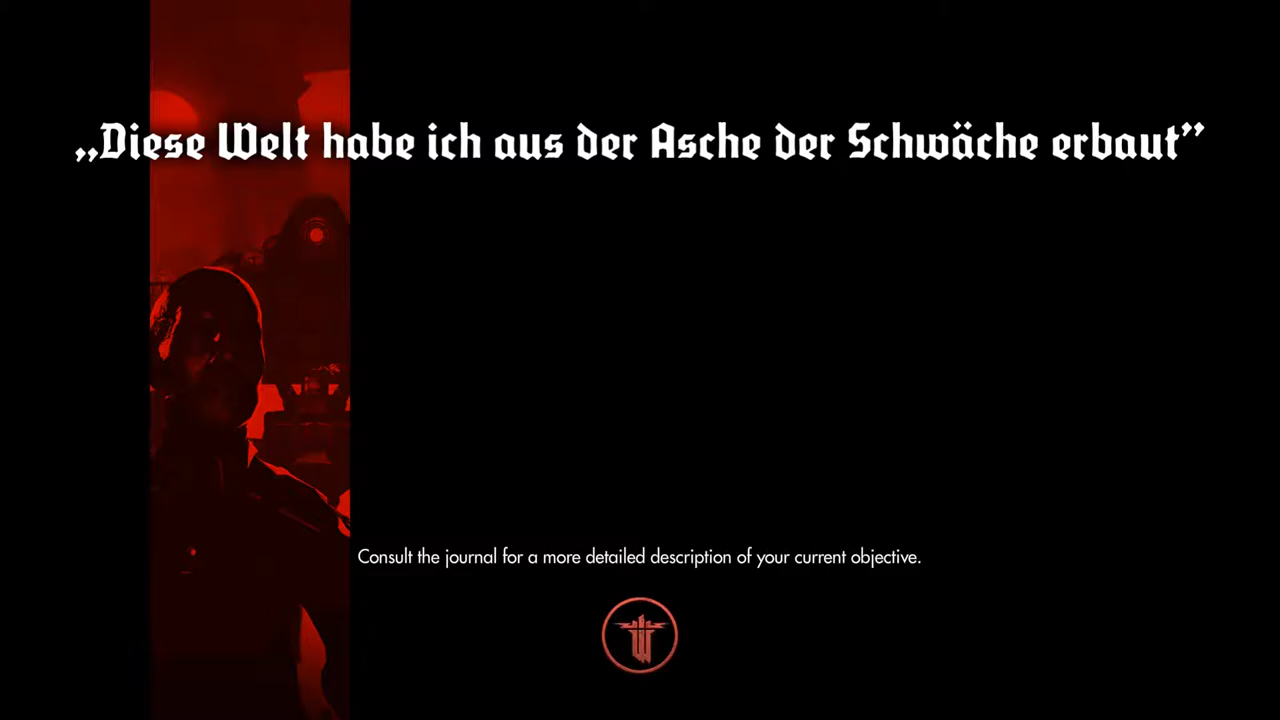 „Diese Welt habe ich aus der Asche der Schwäche erbaut”
Consult the journal for a more detailed description of your current objective.